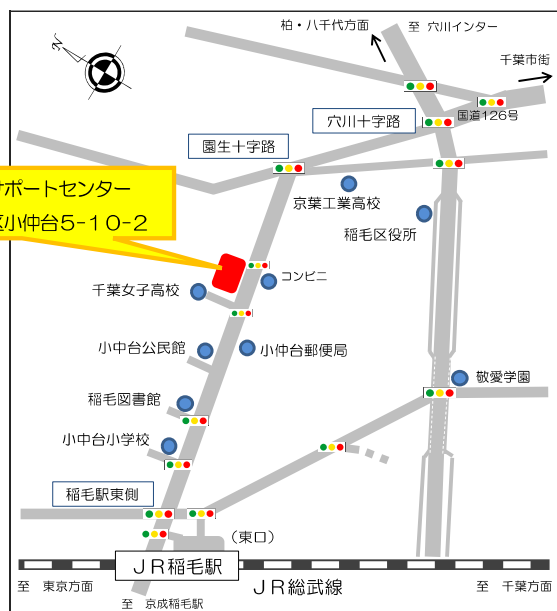 柏・八千代方面
至 穴川インター
千葉市街
N
国道126号
穴川十字路
園生十字路
京葉工業高校
稲毛区役所
サポートセンター
区小仲台5-10-2
コンビニ
千葉女子高校
小中台公民館
小仲台郵便局
敬愛学園
稲毛図書館
小中台小学校
稲毛駅東側
(東口)
JR稲毛駅
JR総武線
至 東京方面
至 千葉方面
至 京成稲毛駅